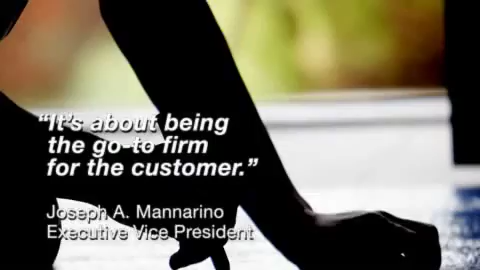 “It’s about being
the go-to firm
for the customer.”
Joseph A. Mannarino
Executive Vice President